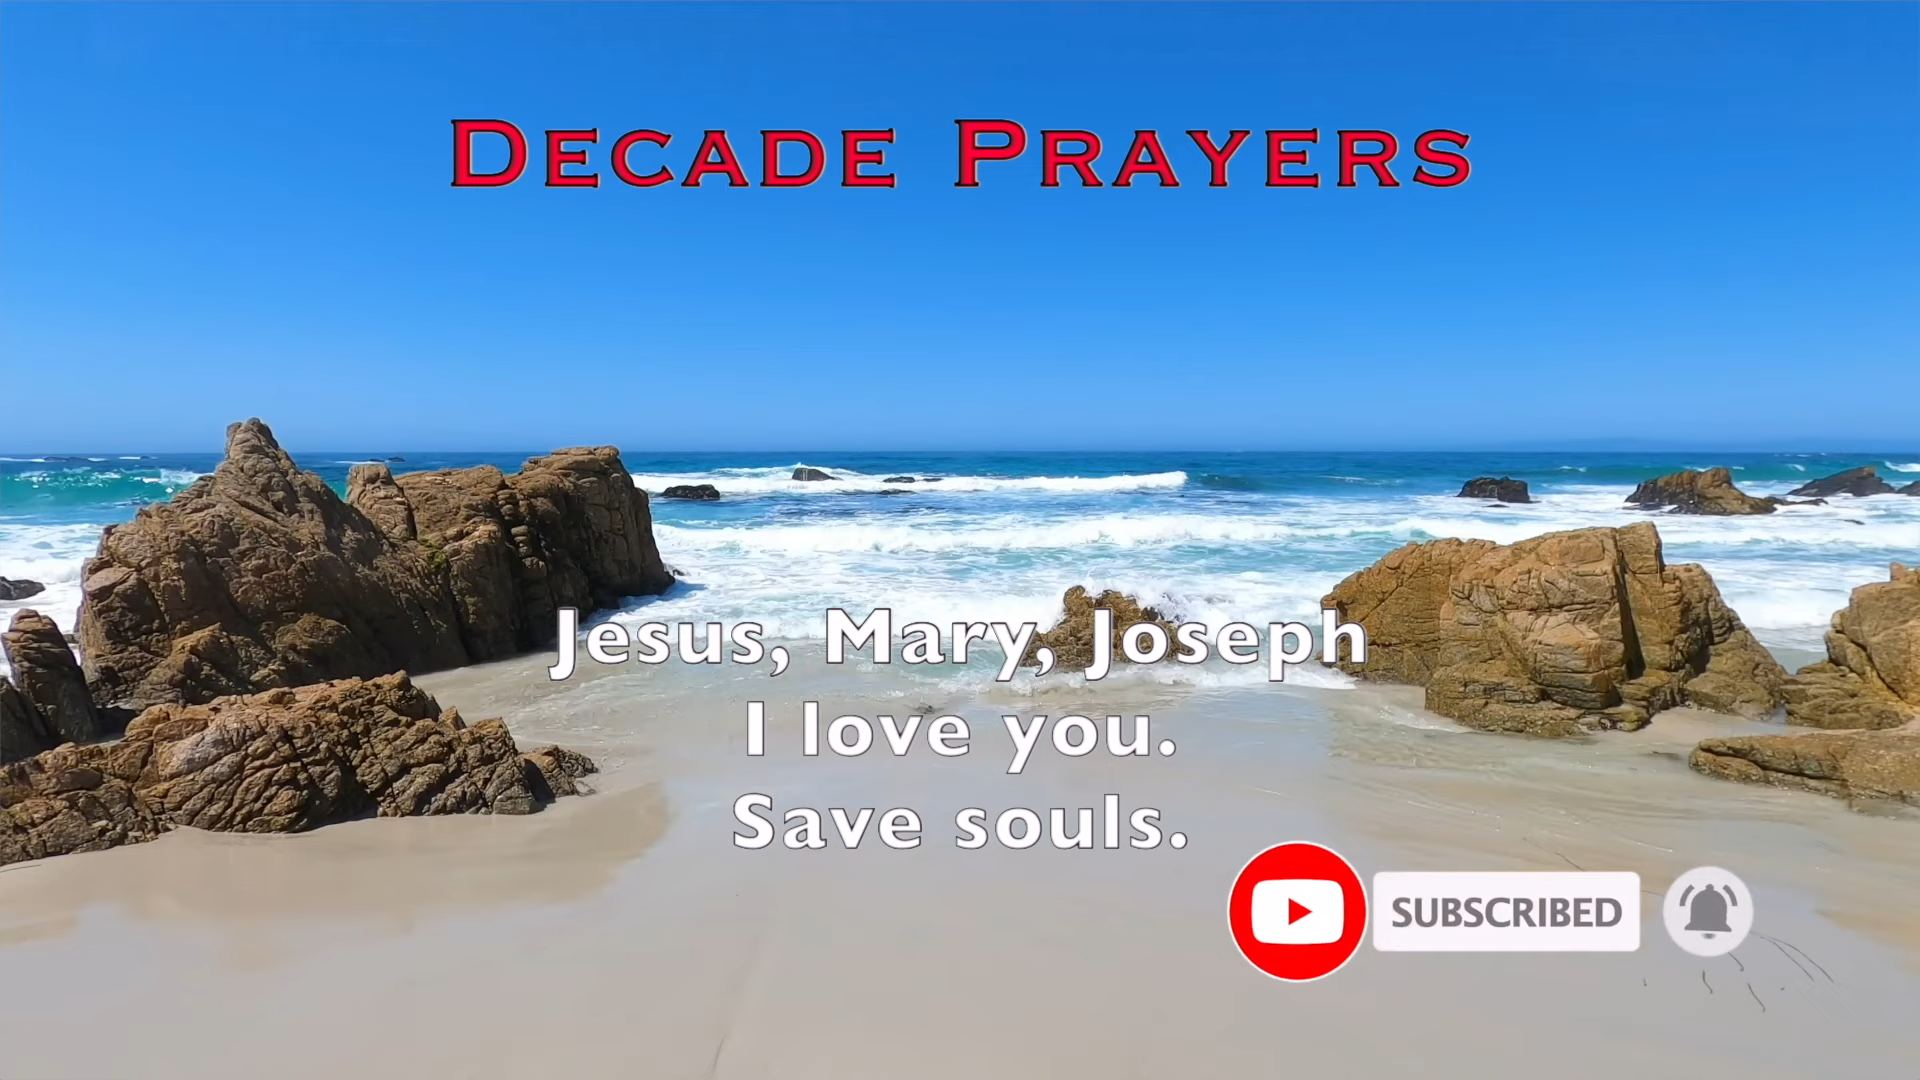 DECADE PRAYERS
Jesus, Mary, Joseph
I love you.
Save souls.
SUBSCRIBED